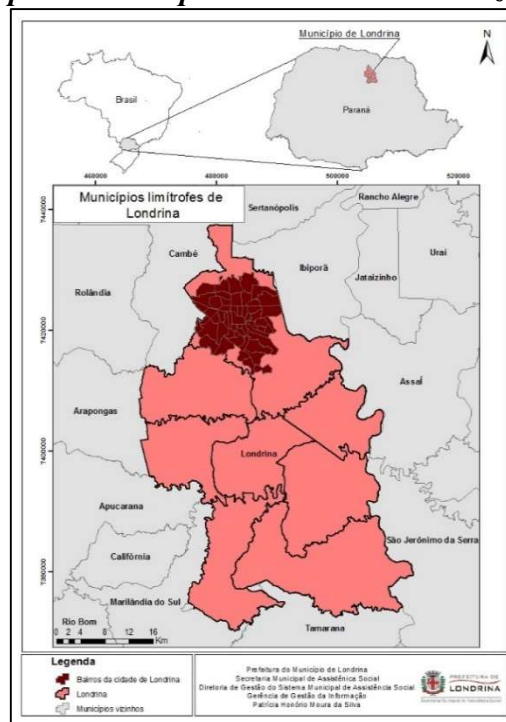 Município de Londrina
N
Brasil
Paraná
460000
480000
500000
520000
Municípios limítrofes de
Londrina
Sertanópolis
Rancho Alegre
Cambé
Ibiporã
Uraí
Jataizinho
Rolândia
Assaí
Arapongas
Londrina
Apucarana
Califórnia
São Jerônimo da Serra
Marilândia do Sul
Rio Bom
Tamarana
7440000
7420000
7400000
7380000
0 2 4 8 12 16
Km
Legenda
Bairros da cidade de Londrina
Londrina
Municípios vizinhos
Prefeitura do Município de Londrina
Secretaria Municipal de Assistência Social
Diretoria de Gestão do Sistema Municipal de Assistência Social
Gerência de Gestão da Informação
Patrícia Honório Moura da Silva
PREFEITURA DE
LONDRINA